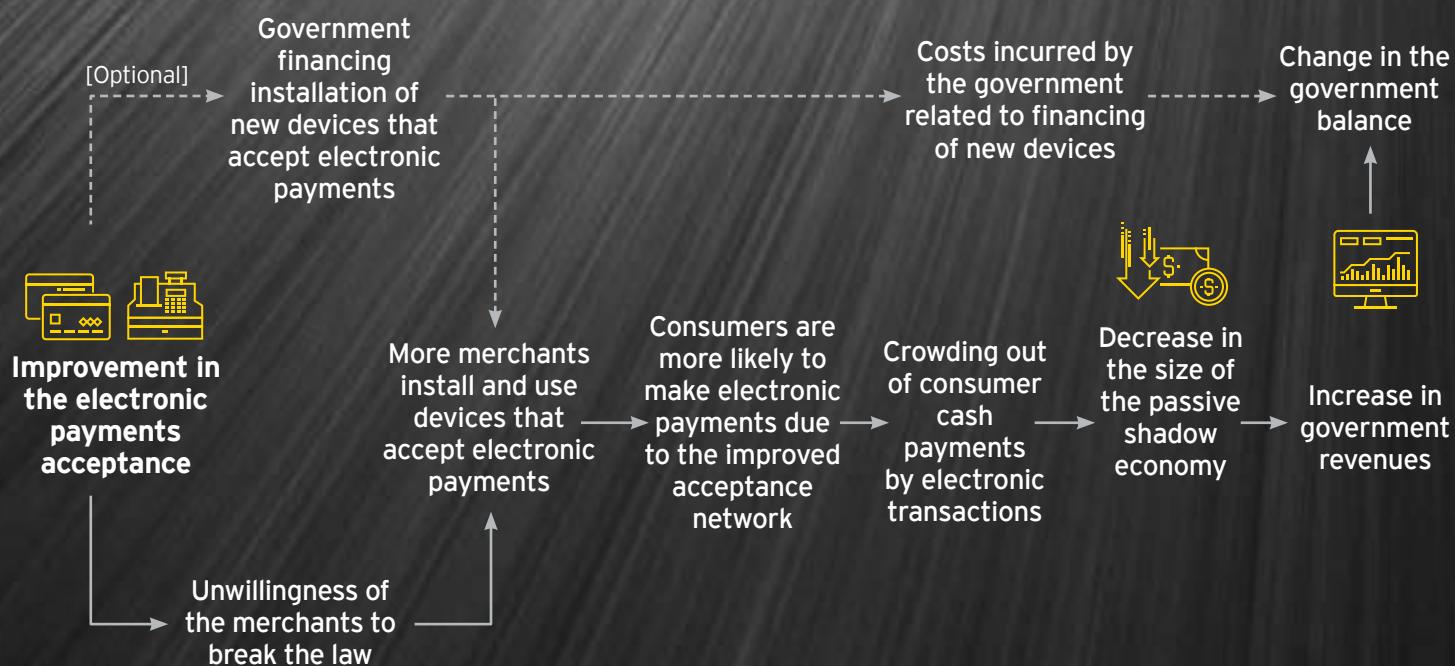 [Optional]
Government
financing
installation of
new devices that
accept electronic
payments
Costs incurred by
the government
related to financing
of new devices
Change in the
government
balance
Improvement in
the electronic
payments
acceptance
More merchants
install and use
devices that
accept electronic
payments
Consumers are
more likely to
make electronic
payments due
to the improved
acceptance
network
Crowding out
of consumer
cash
payments
by electronic
transactions
Decrease in
the size of
the passive
shadow
economy
Increase in
government
revenues
Unwillingness of
the merchants to
break the law